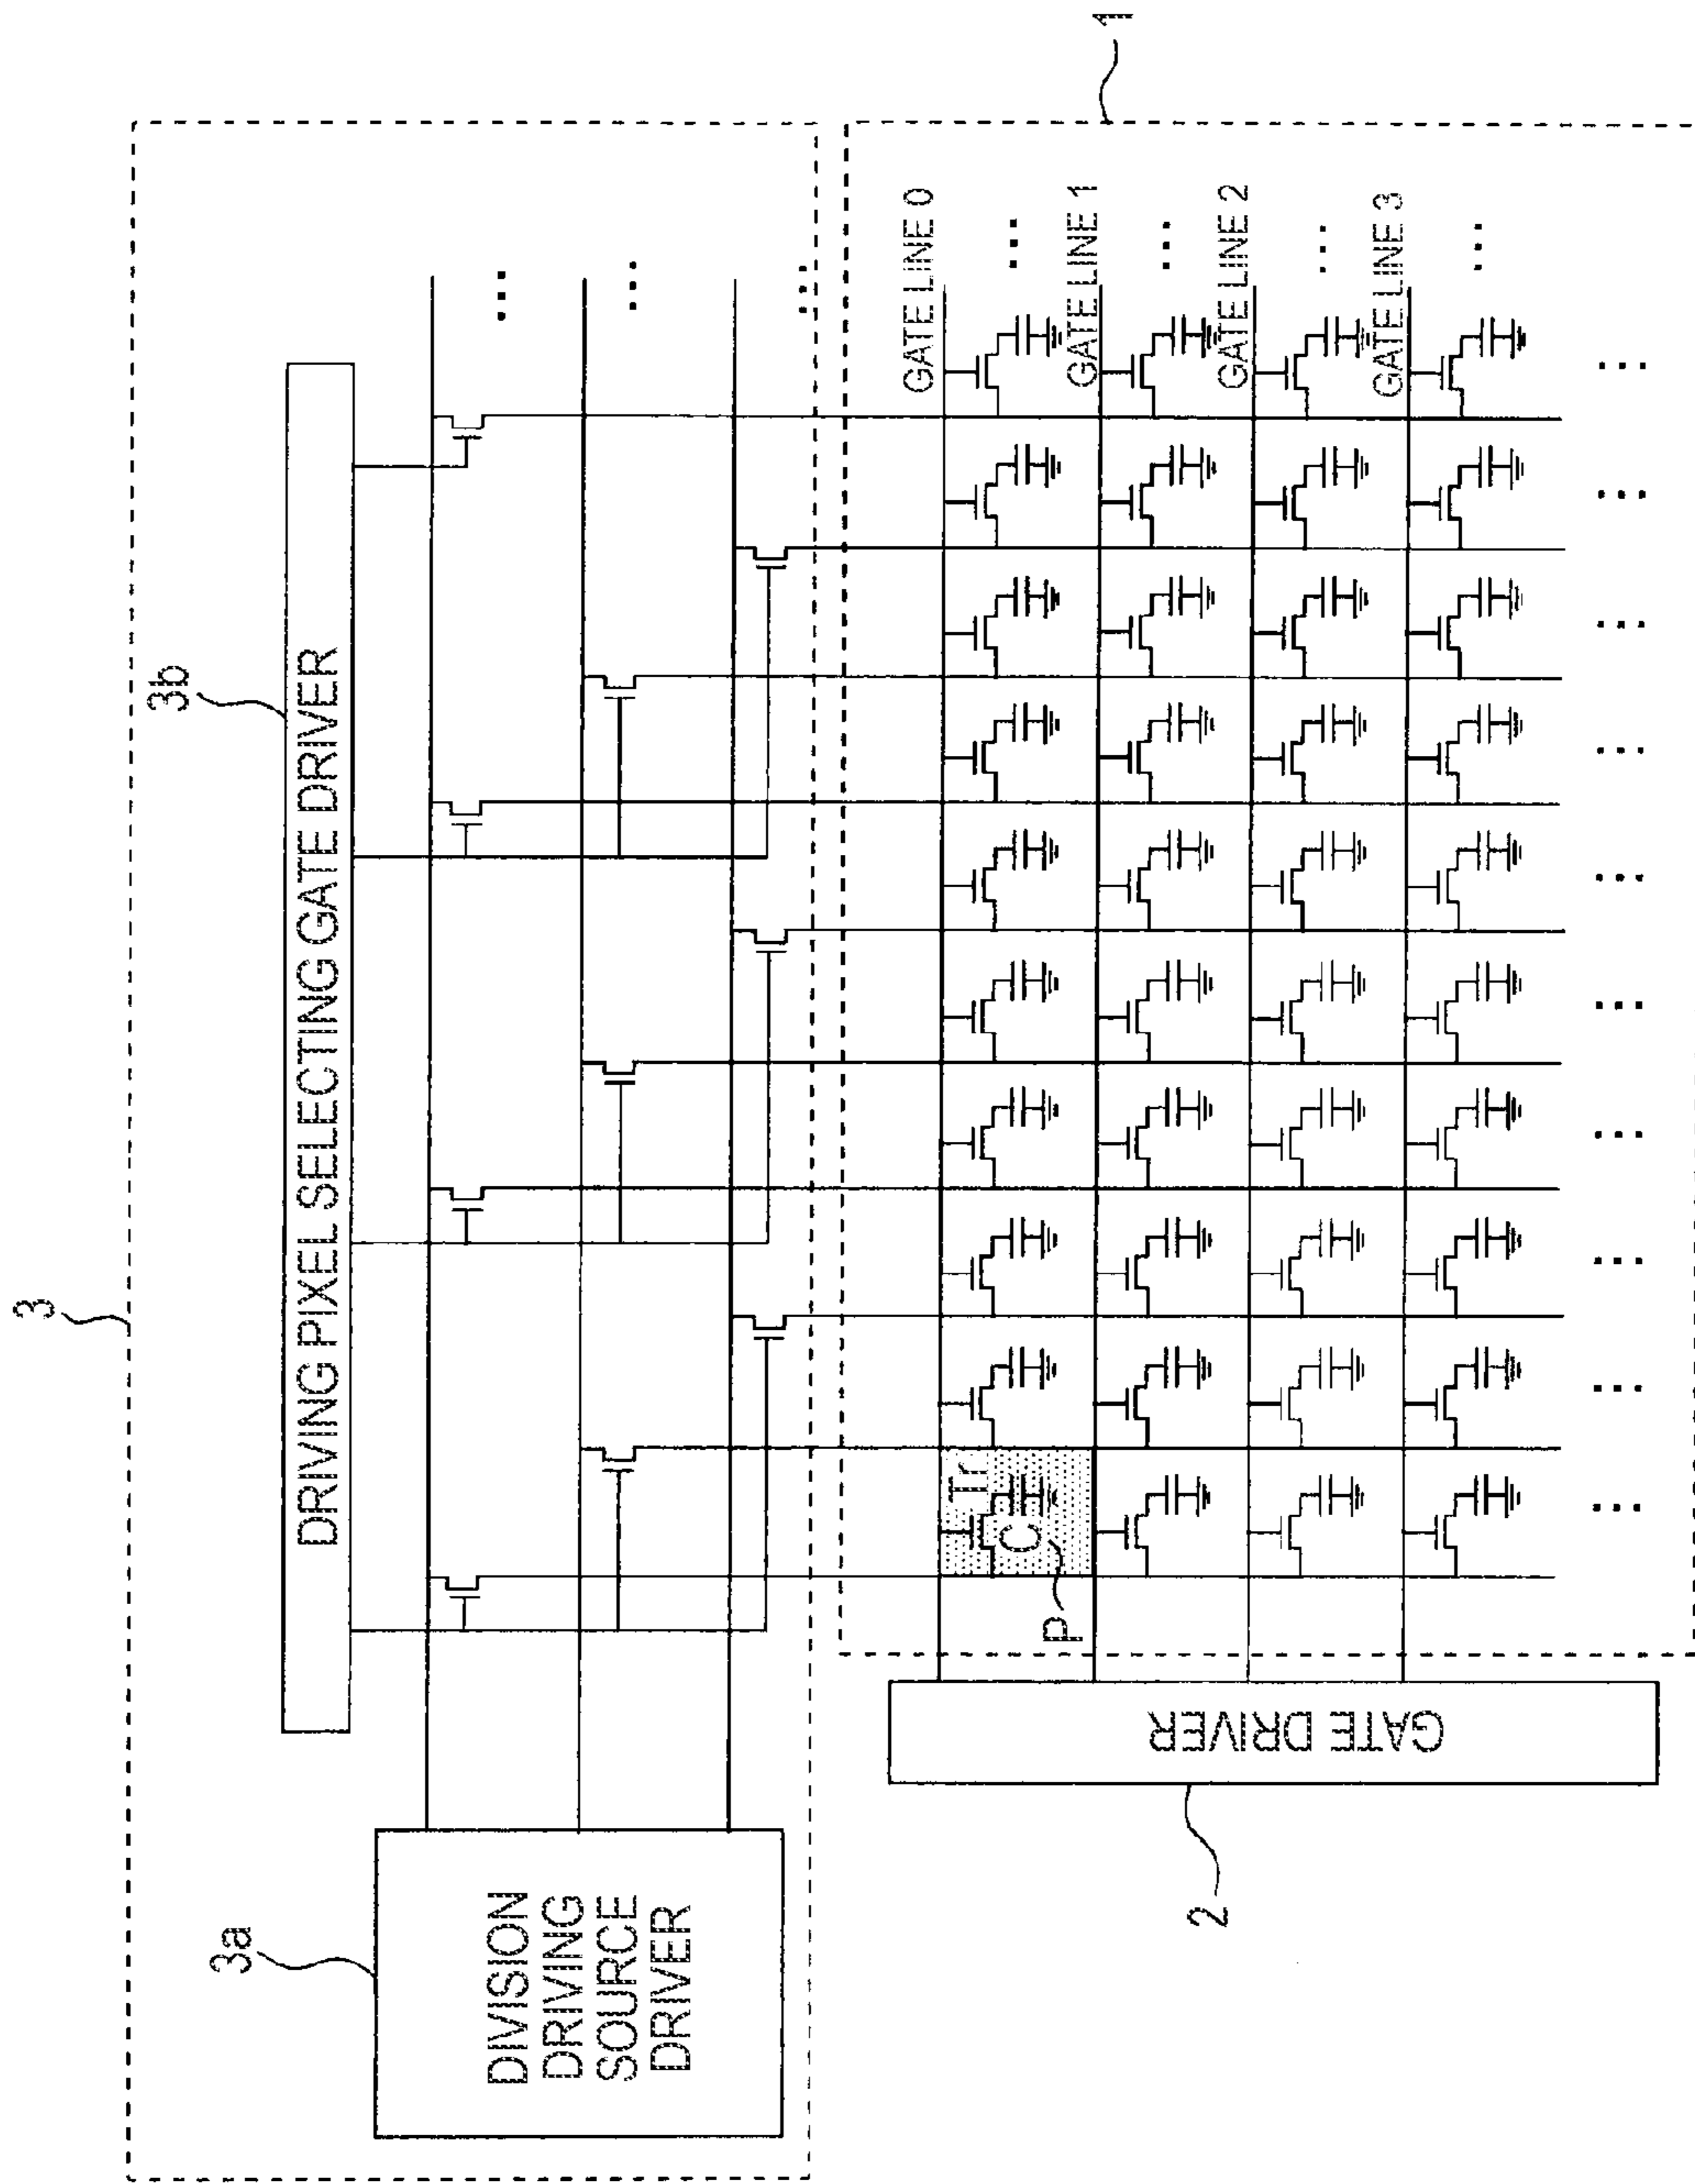 3
3b
DRIVING PIXEL SELECTING GATE DRIVER
3a
DIVISION
DRIVING
SOURCE
DRIVER
...
...
...
1
GATE LINE 0
...
GATE LINE 1
...
GATE LINE 2
...
GATE LINE 3
...
Tr
C
P
GATE DRIVER
2
... ... ... ... ... ... ... ... ... ...